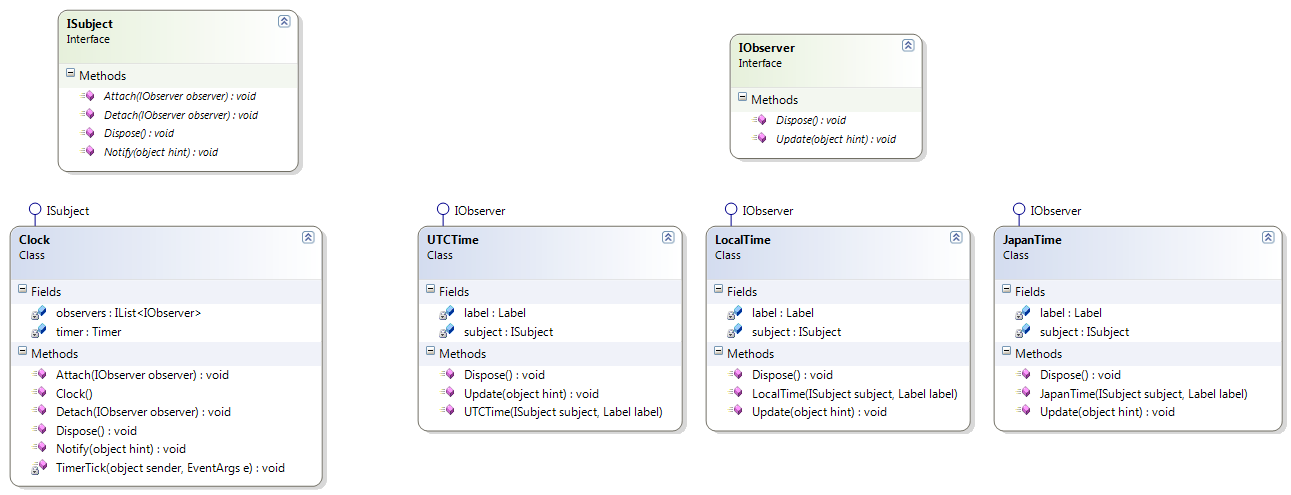 ISubject
Interface
Methods
Attach(IObserver observer) : void
Detach(IObserver observer) : void
Dispose() : void
Notify(object hint) : void
IObserver
Interface
Methods
Dispose() : void
Update(object hint) : void
ISubject
Clock
Class
Fields
observers : IList<IObserver>
timer : Timer
Methods
Attach(IObserver observer) : void
Clock()
Detach(IObserver observer) : void
Dispose() : void
Notify(object hint) : void
TimerTick(object sender, EventArgs e) : void
IObserver
UTCTime
Class
Fields
label : Label
subject : ISubject
Methods
Dispose() : void
Update(object hint) : void
UTCTime(ISubject subject, Label label)
IObserver
LocalTime
Class
Fields
label : Label
subject : ISubject
Methods
Dispose() : void
LocalTime(ISubject subject, Label label)
Update(object hint) : void
IObserver
JapanTime
Class
Fields
label : Label
subject : ISubject
Methods
Dispose() : void
JapanTime(ISubject subject, Label label)
Update(object hint) : void